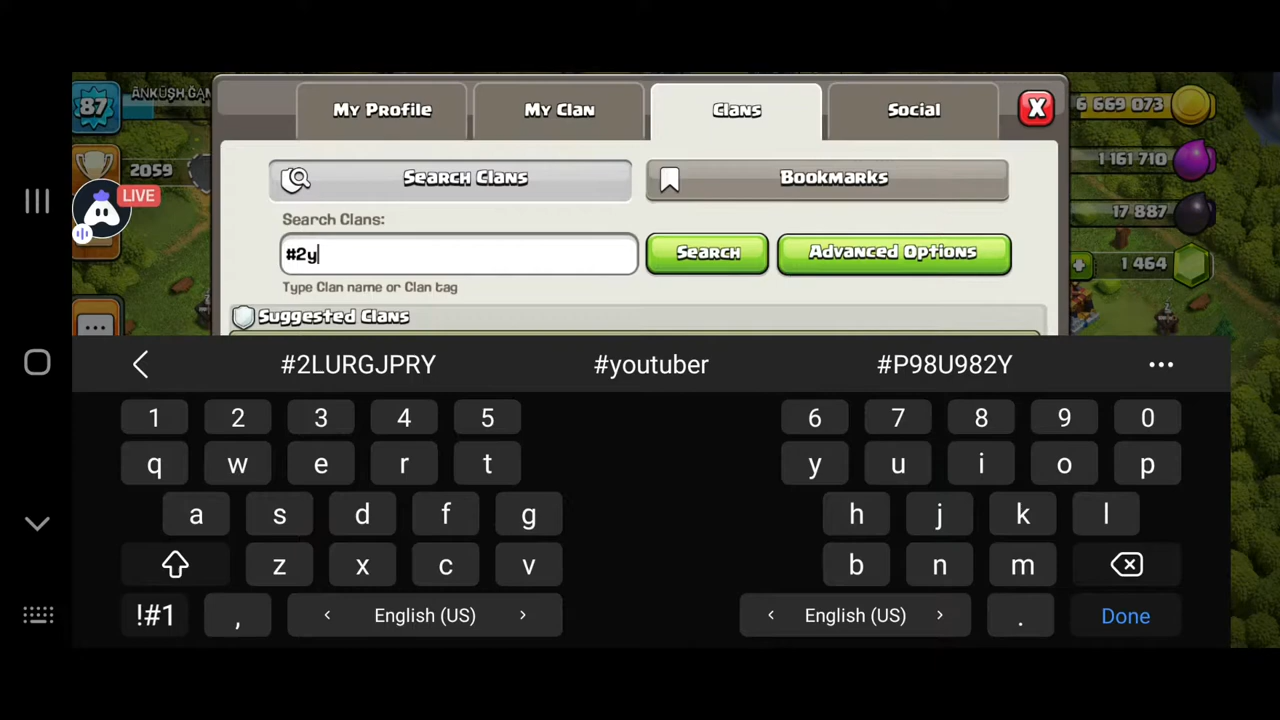 87 ĀNKÜŞH.ĠAM
My Profile My Clan Clans Social X
6 669 073
2059
LIVE
1 161 710
Search Clans Bookmarks
17 887
Search Clans:
#2y Search Advanced Options
1 464
Type Clan name or Clan tag
Suggested Clans
#2LURGJPRY #youtuber #P98U982Y
1 2 3 4 5 6 7 8 9 0
q w e r t y u i o p
a s d f g h j k l
z x c v b n m
!#1 , < English (US) > < English (US) > . Done